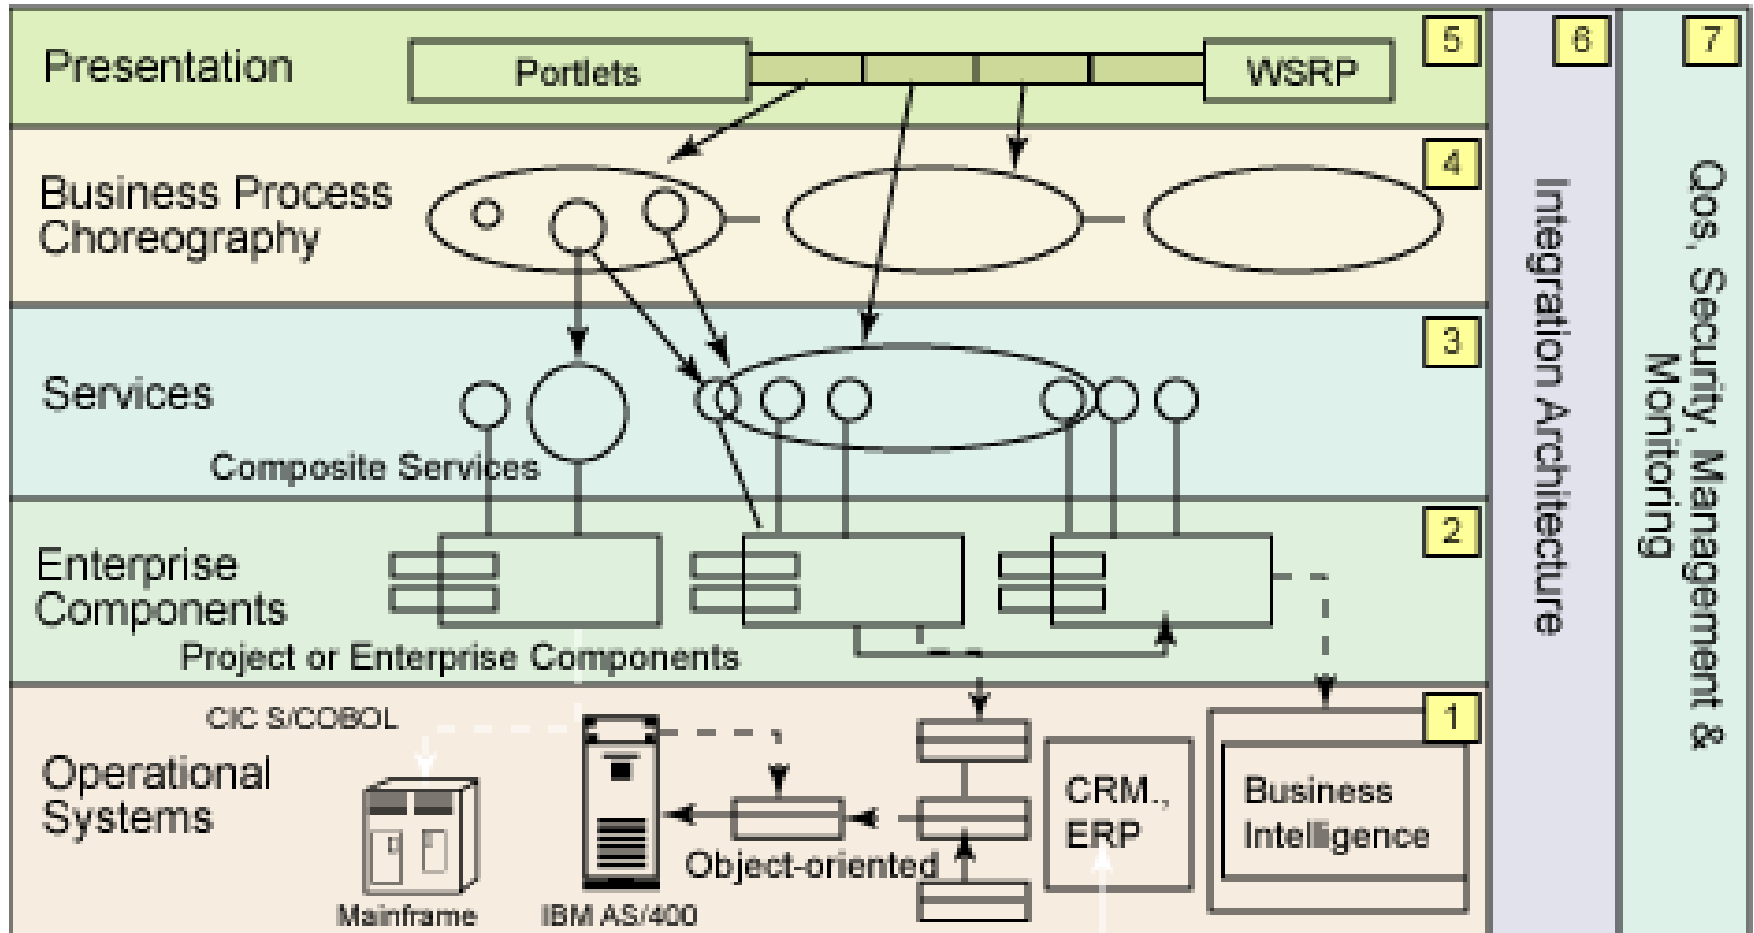 Presentation
Portlets
WSRP
5
6
7
Business Process
Choreography
4
Services
3
Composite Services
Enterprise
Components
2
Project or Enterprise Components
CIC S/COBOL
1
Operational
Systems
CRM.,
ERP
Business
Intelligence
Object-oriented
Mainframe
IBM AS/400
Integration Architecture
Qos, Security, Management &
Monitoring